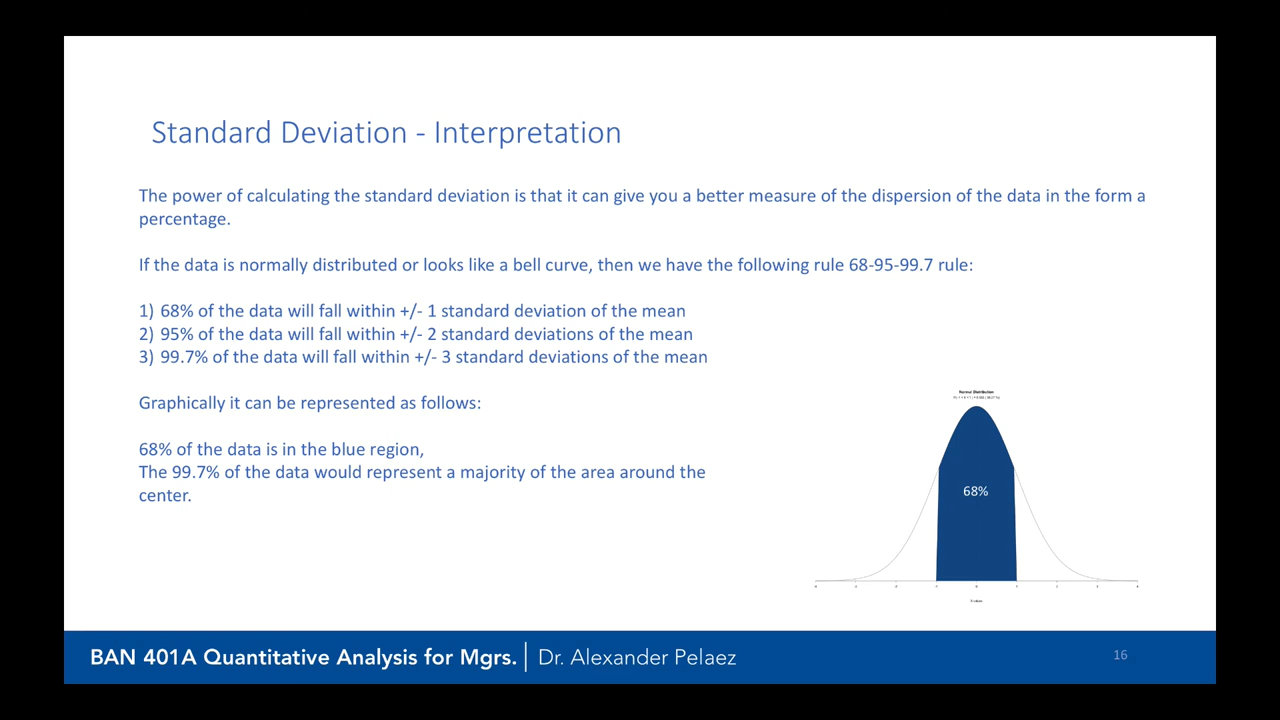 Standard Deviation - Interpretation
The power of calculating the standard deviation is that it can give you a better measure of the dispersion of the data in the form a
percentage.
If the data is normally distributed or looks like a bell curve, then we have the following rule 68-95-99.7 rule:
1) 68% of the data will fall within +/- 1 standard deviation of the mean
2) 95% of the data will fall within +/- 2 standard deviations of the mean
3) 99.7% of the data will fall within +/- 3 standard deviations of the mean
Graphically it can be represented as follows:
68% of the data is in the blue region,
The 99.7% of the data would represent a majority of the area around the
center.
Normal Distribution
68%
BAN 401A Quantitative Analysis for Mgrs. | Dr. Alexander Pelaez
16